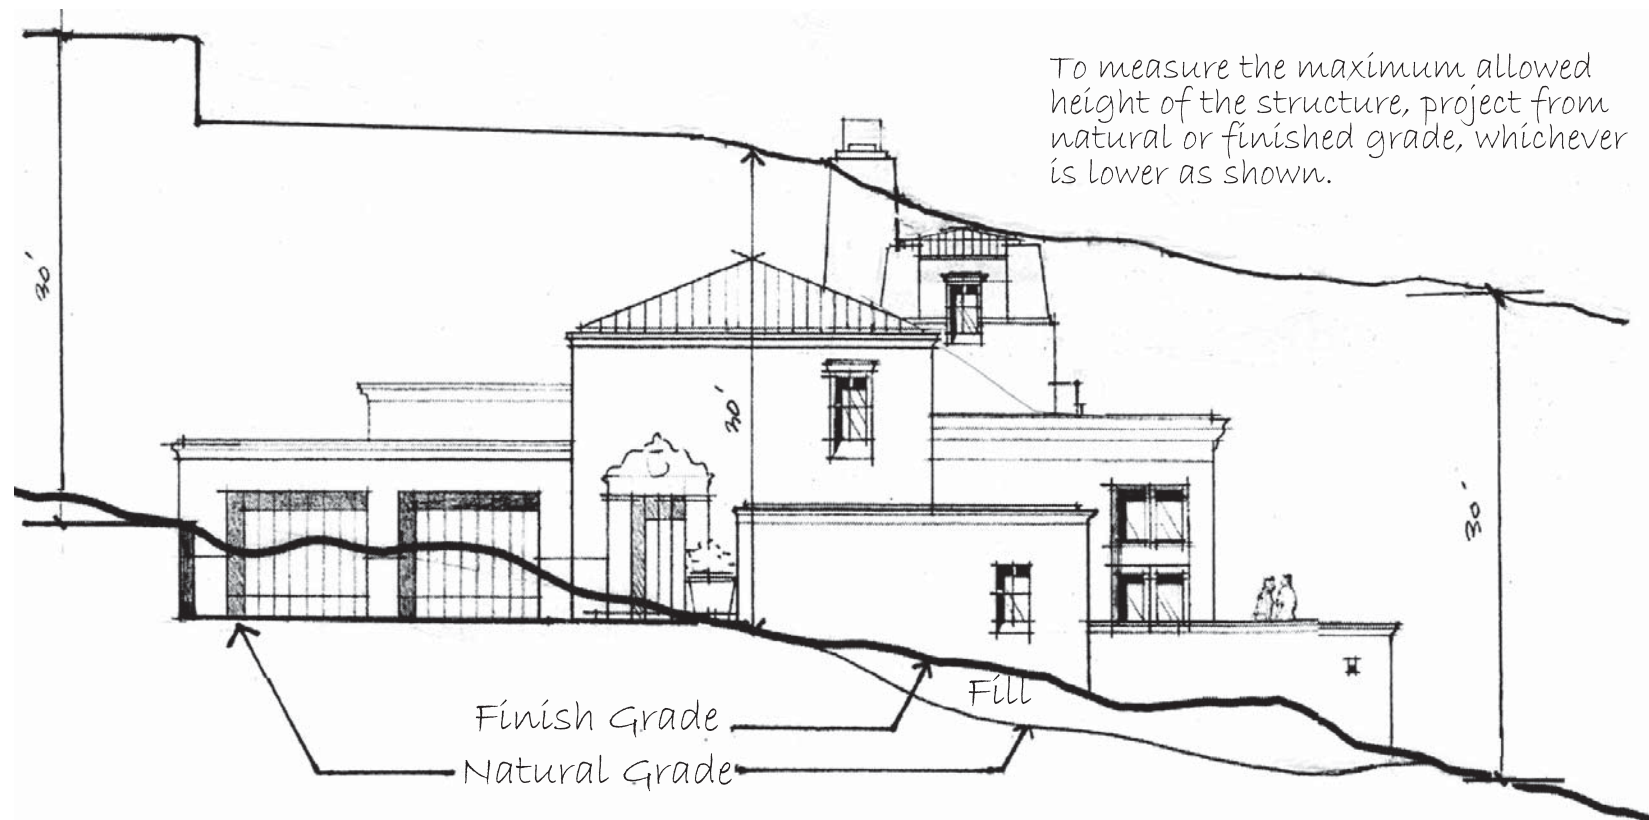 To measure the maximum allowed
height of the structure, project from
natural or finished grade, whichever
is lower as shown.
30'
30'
30'
Fill
Finish Grade
Natural Grade